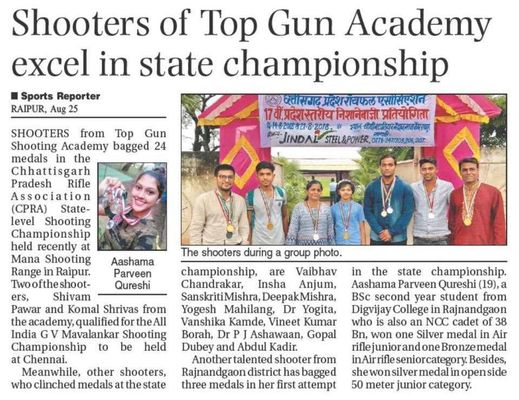 Shooters of Top Gun Academy
excel in state championship
■ Sports Reporter
RAIPUR, Aug 25
SHOOTERS from Top Gun
Shooting Academy bagged 24
medals in the
Chhattisgarh
Pradesh Rifle
Association
(CPRA) State-
level Shooting
Championship
held recently at
Mana Shooting
Range in Raipur.
Two of the shoot-
ers, Shivam
Pawar and Komal Shrivas from
the academy, qualified for the All
India G V Mavalankar Shooting
Championship to be held
at Chennai.
Meanwhile, other shooters,
who clinched medals at the state
Aashama
Parveen
Qureshi
छत्तीसगढ़ प्रदेश रायफल एसोसिएशन
17 वीं प्रदेश स्तरीय निशानेबाजी प्रतियोगिता
JINDAL STEEL & POWER
The shooters during a group photo.
championship, are Vaibhav
Chandrakar, Insha Anjum,
Sanskriti Mishra, Deepak Mishra,
Yogesh Mahilang, Dr Yogita,
Vanshika Kamde, Vineet Kumar
Borah, Dr P J Ashawaan, Gopal
Dubey and Abdul Kadir.
Another talented shooter from
Rajnandgaon district has bagged
three medals in her first attempt
in the state championship.
Aashama Parveen Qureshi (19), a
BSc second year student from
Digvijay College in Rajnandgaon
who is also an NCC cadet of 38
Bn, won one Silver medal in Air
rifle junior and one Bronze medal
in Air rifle senior category. Besides,
she won silver medal in open side
50 meter junior category.